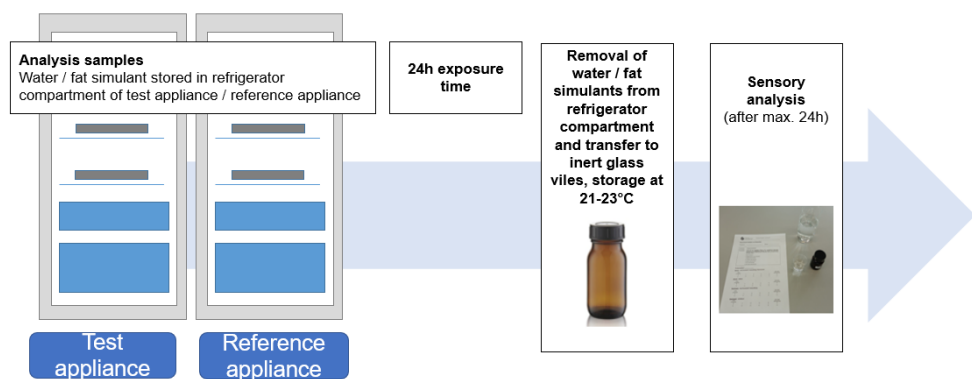 Analysis samples
Water / fat simulant stored in refrigerator
compartment of test appliance / reference appliance
24h exposure
time
Removal of
water / fat
simulants from
refrigerator
compartment
and transfer to
inert glass
viles, storage at
21-23°C
Sensory
analysis
(after max. 24h)
Test
appliance
Reference
appliance